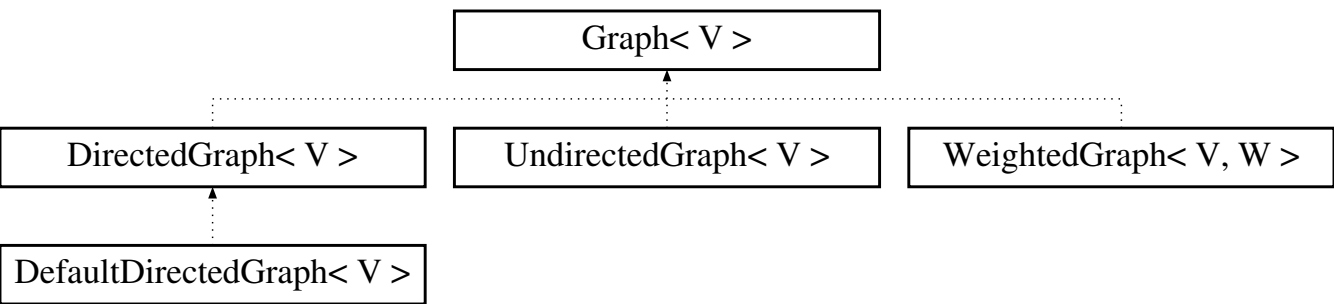 Graph< V >
DirectedGraph< V >
UndirectedGraph< V >
WeightedGraph< V, W >
DefaultDirectedGraph< V >